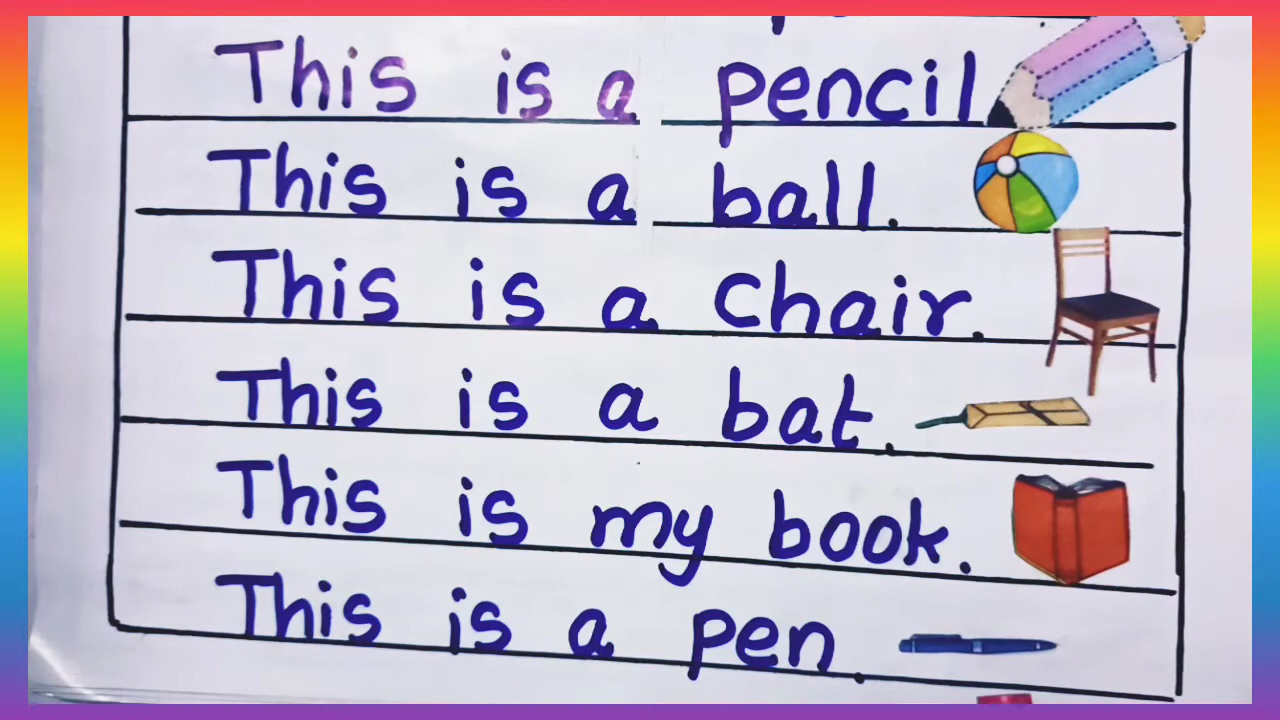 This is a pencil
This is a ball.
This is a Chair.
This is a bat.
This is my book.
This is a pen.